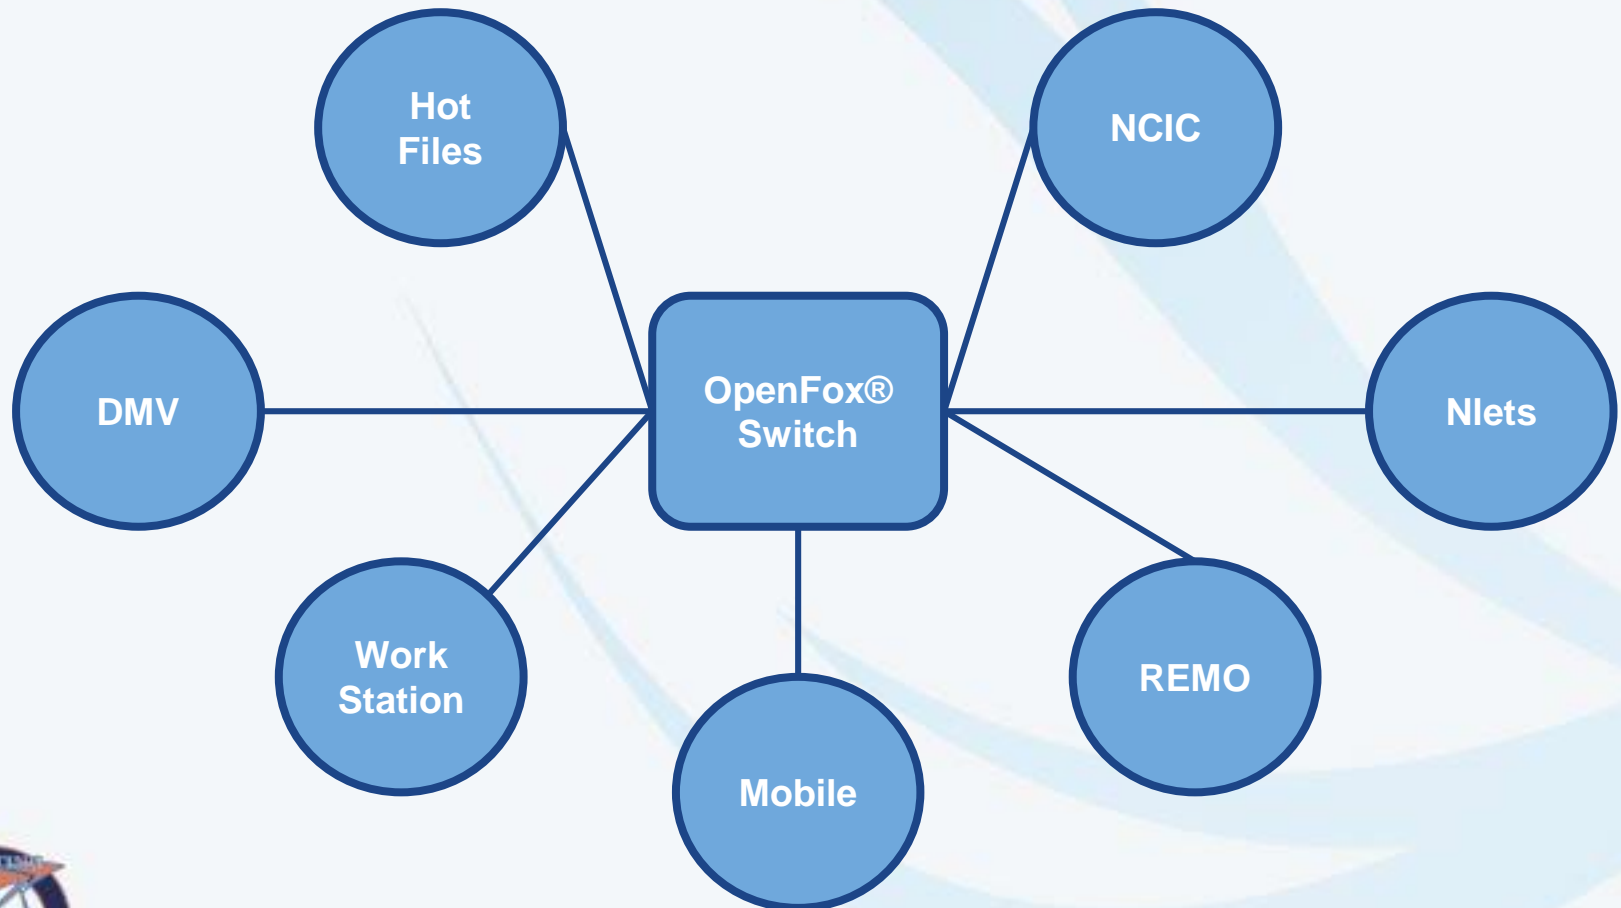 Hot
Files
NCIC
DMV
OpenFox®
Switch
Nlets
Work
Station
REMO
Mobile